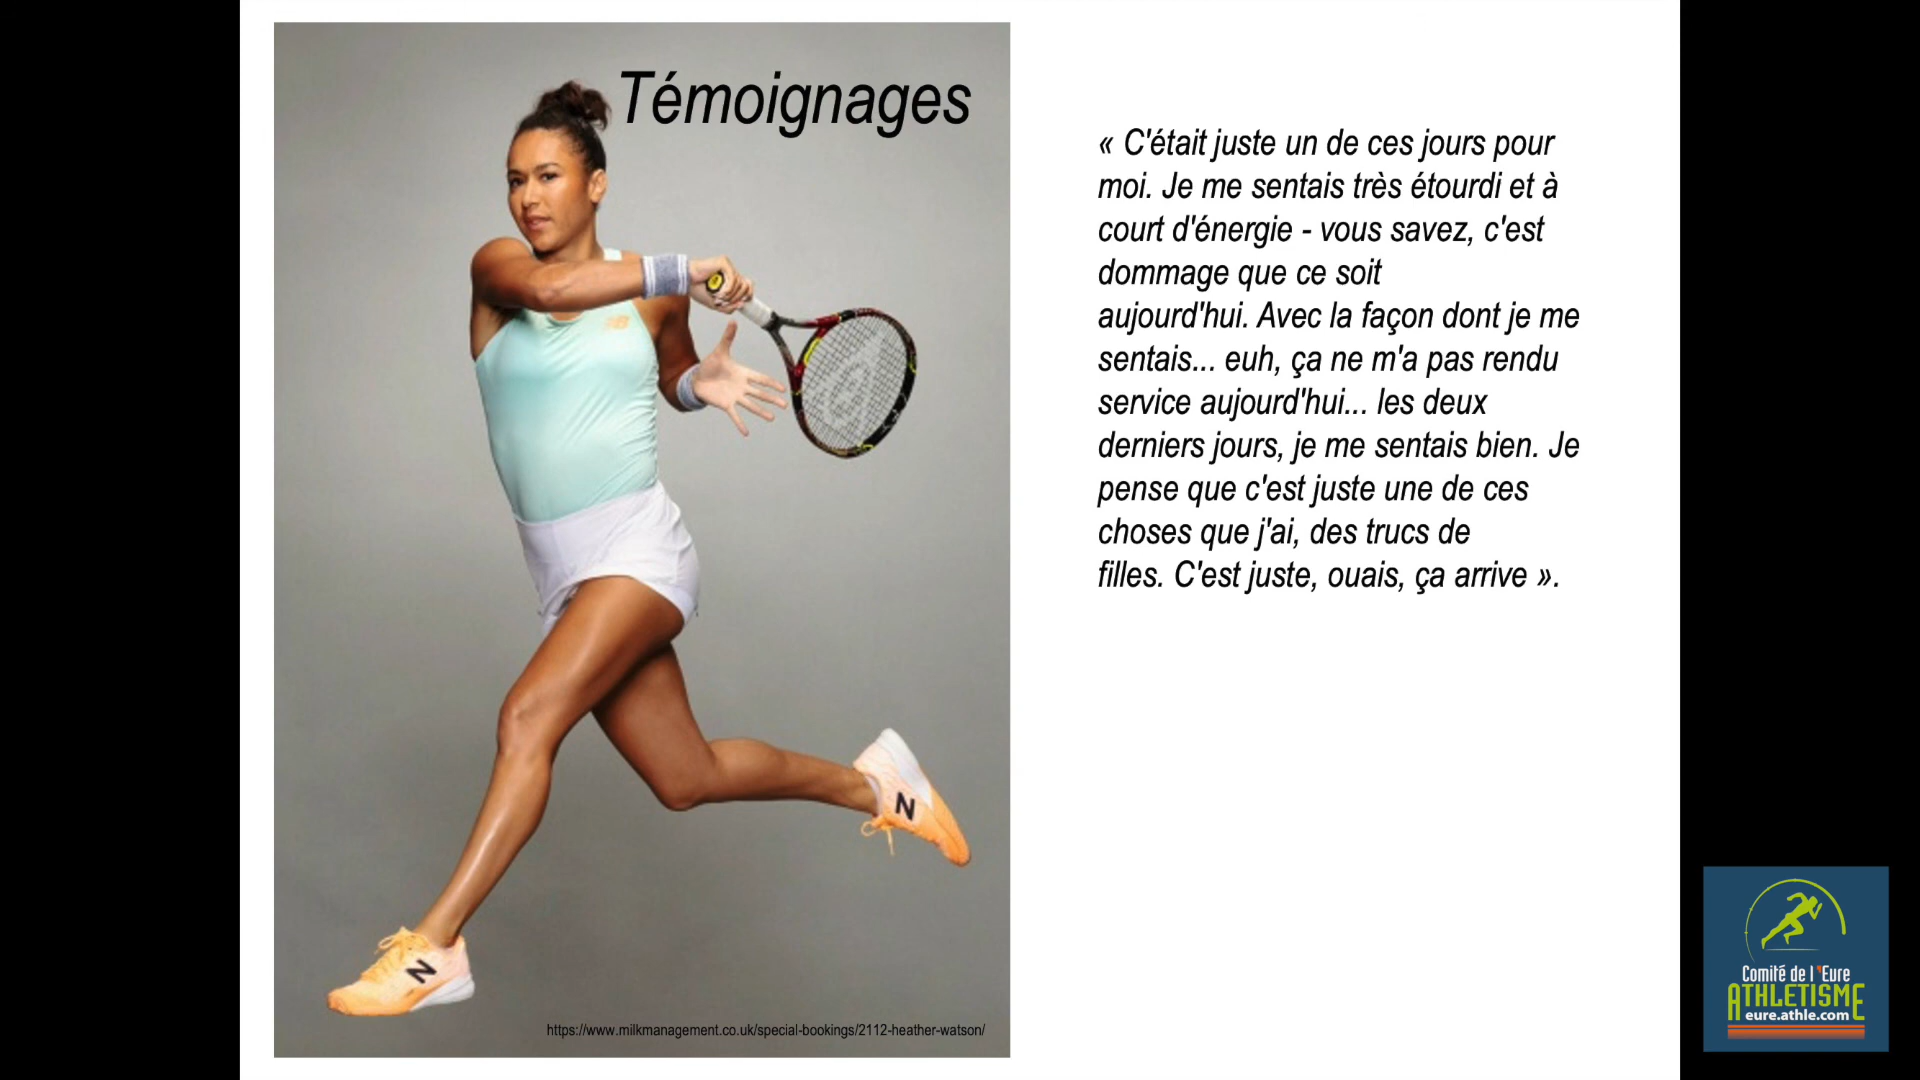 Témoignages
« C'était juste un de ces jours pour
moi. Je me sentais très étourdi et à
court d'énergie - vous savez, c'est
dommage que ce soit
aujourd'hui. Avec la façon dont je me
sentais... euh, ça ne m'a pas rendu
service aujourd'hui... les deux
derniers jours, je me sentais bien. Je
pense que c'est juste une de ces
choses que j'ai, des trucs de
filles. C'est juste, ouais, ça arrive ».
N
N
https://www.milkmanagement.co.uk/special-bookings/2112-heather-watson/
Comité de l'Eure
ATHLETISME
eure.athle.com